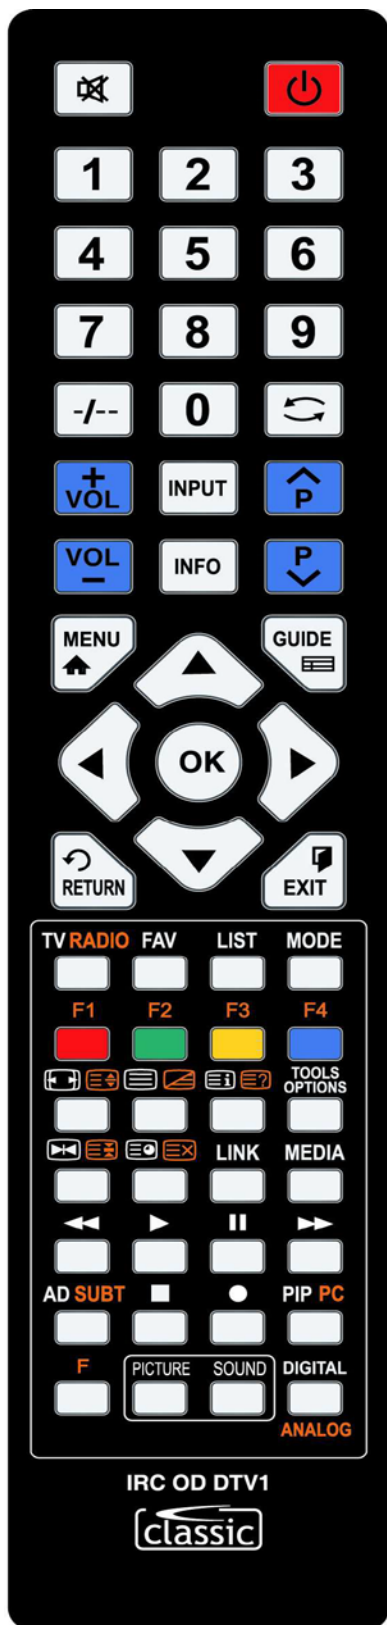 1 2 3
4 5 6
7 8 9
-/-- 0
+ VOL INPUT P
VOL - INFO P
MENU GUIDE
OK
RETURN EXIT
TV RADIO FAV LIST MODE
F1 F2 F3 F4
i ? TOOLS
OPTIONS
LINK MEDIA
AD SUBT PIP PC
F PICTURE SOUND DIGITAL
ANALOG
IRC OD DTV1
classic